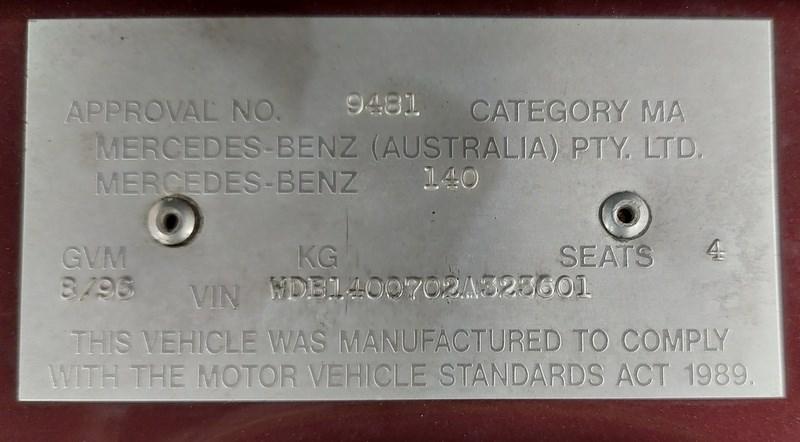 APPROVAL NO. 9481 CATEGORY MA
MERCEDES-BENZ (AUSTRALIA) PTY. LTD.
MERCEDES-BENZ 140
GVM KG SEATS 4
8/96 VIN WDB1400702A323601
THIS VEHICLE WAS MANUFACTURED TO COMPLY
WITH THE MOTOR VEHICLE STANDARDS ACT 1989.